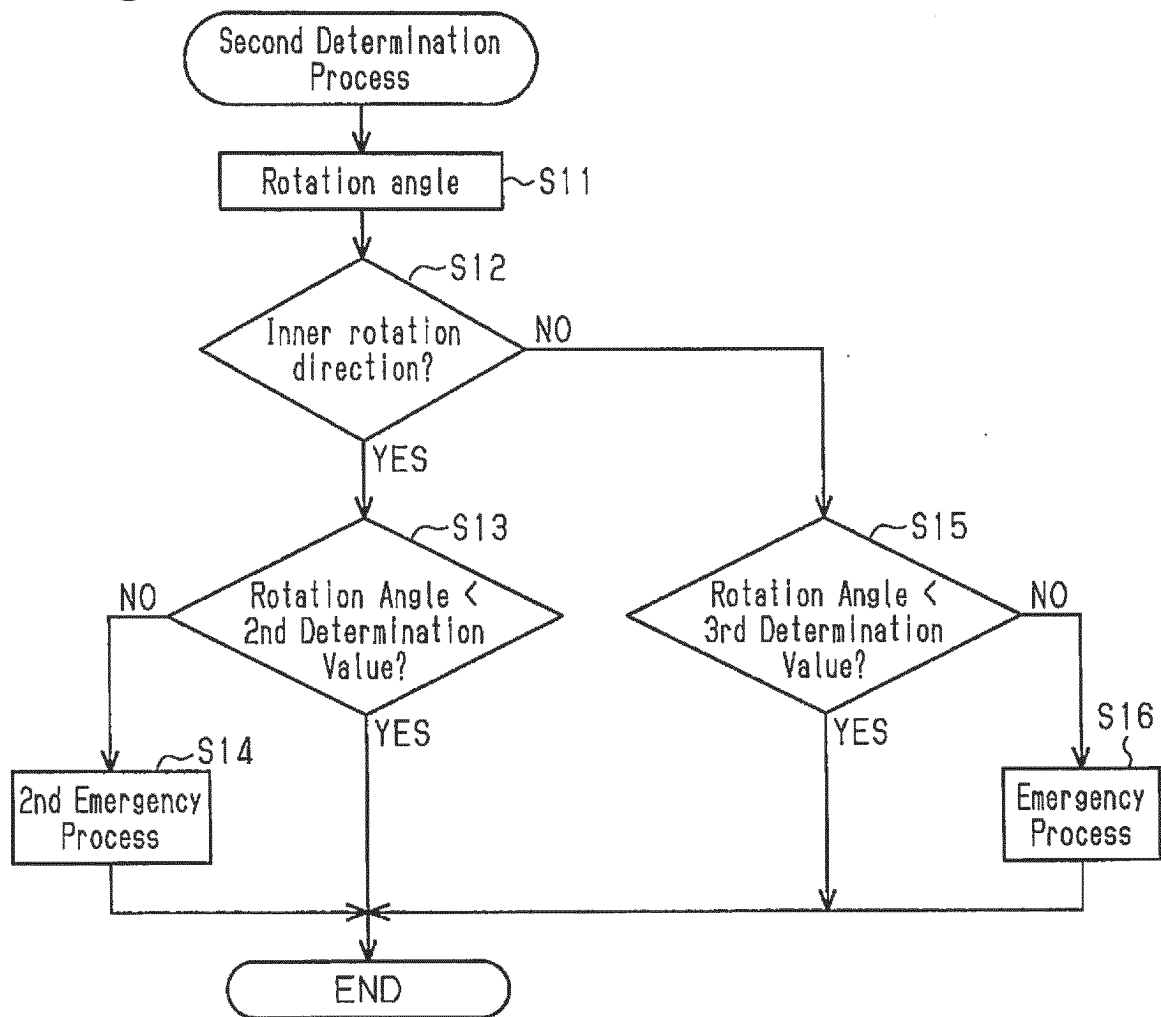 Second Determination
Process
Rotation angle
S11
S12
Inner rotation
direction?
NO
YES
S13
Rotation Angle <
2nd Determination
Value?
NO
YES
S14
2nd Emergency
Process
S15
Rotation Angle <
3rd Determination
Value?
NO
YES
S16
Emergency
Process
END